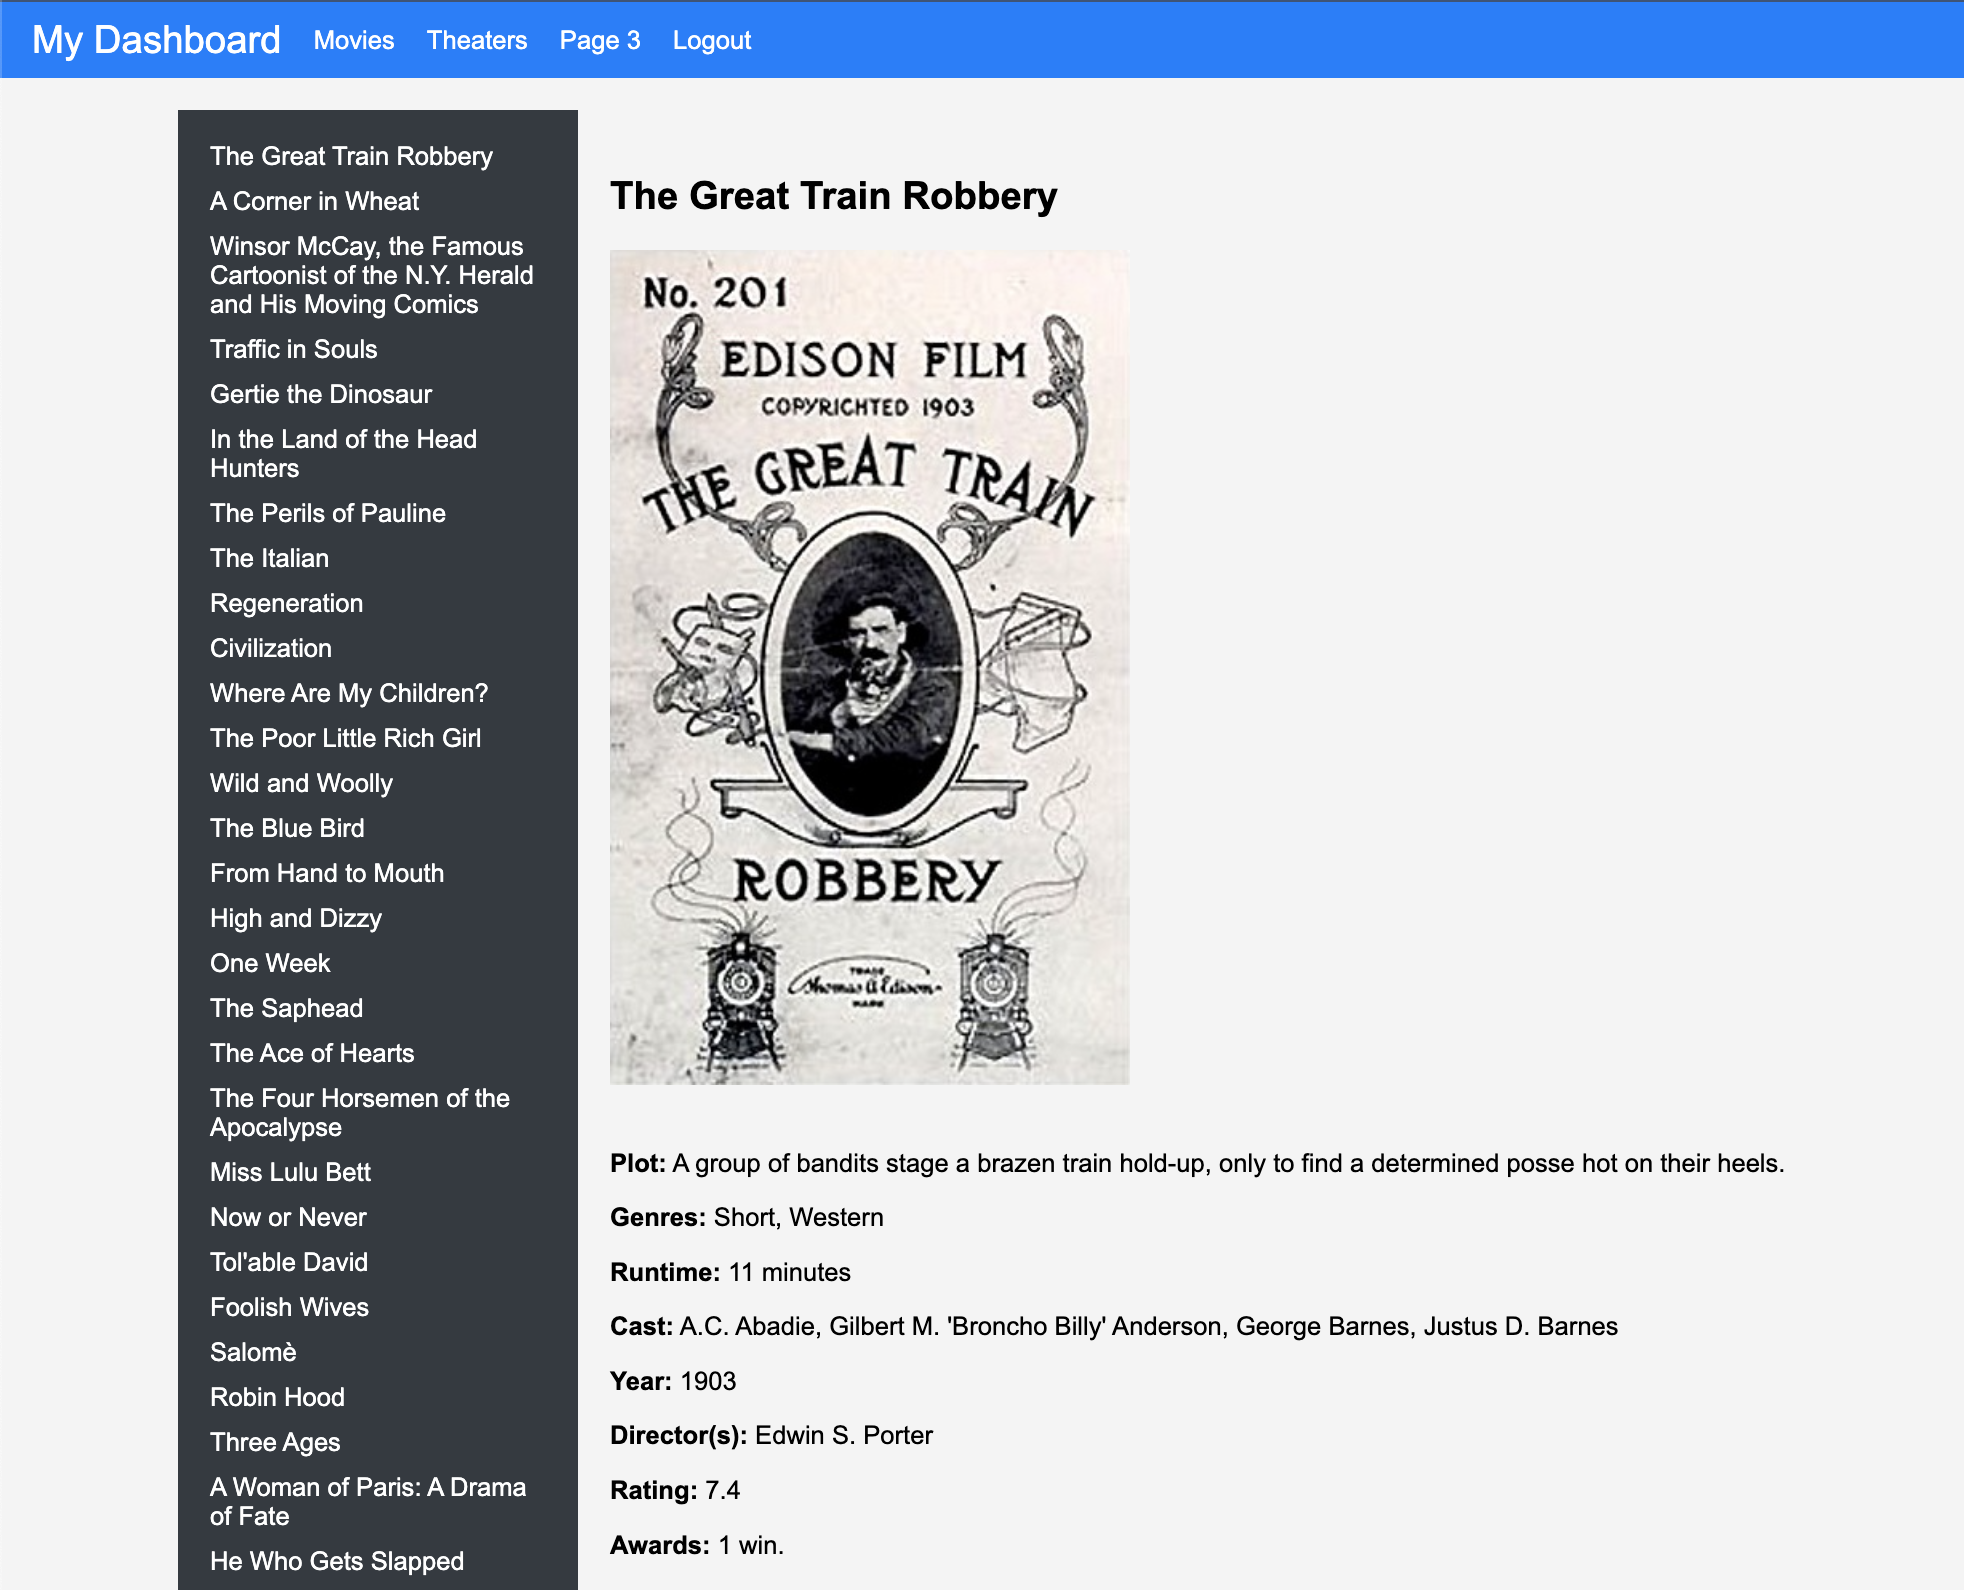 My Dashboard Movies Theaters Page 3 Logout
The Great Train Robbery
A Corner in Wheat
Winsor McCay, the Famous
Cartoonist of the N.Y. Herald
and His Moving Comics
Traffic in Souls
Gertie the Dinosaur
In the Land of the Head
Hunters
The Perils of Pauline
The Italian
Regeneration
Civilization
Where Are My Children?
The Poor Little Rich Girl
Wild and Woolly
The Blue Bird
From Hand to Mouth
High and Dizzy
One Week
The Saphead
The Ace of Hearts
The Four Horsemen of the
Apocalypse
Miss Lulu Bett
Now or Never
Tol'able David
Foolish Wives
Salomè
Robin Hood
Three Ages
A Woman of Paris: A Drama
of Fate
He Who Gets Slapped
The Great Train Robbery
No. 201
EDISON FILM
COPYRIGHTED 1903
THE GREAT TRAIN
ROBBERY
TRADE
Thomas A Edison
MARK
Plot: A group of bandits stage a brazen train hold-up, only to find a determined posse hot on their heels.
Genres: Short, Western
Runtime: 11 minutes
Cast: A.C. Abadie, Gilbert M. 'Broncho Billy' Anderson, George Barnes, Justus D. Barnes
Year: 1903
Director(s): Edwin S. Porter
Rating: 7.4
Awards: 1 win.